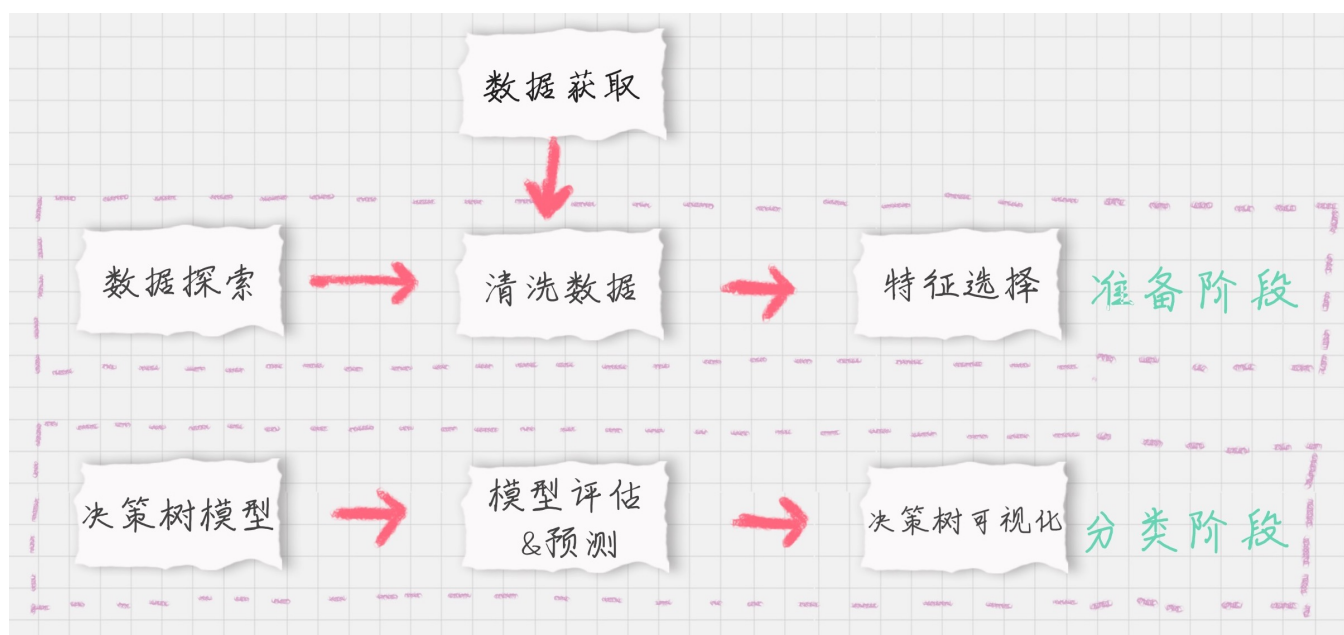 数据获取
数据探索
清洗数据
特征选择
准备阶段
决策树模型
模型评估
&预测
决策树可视化
分类阶段